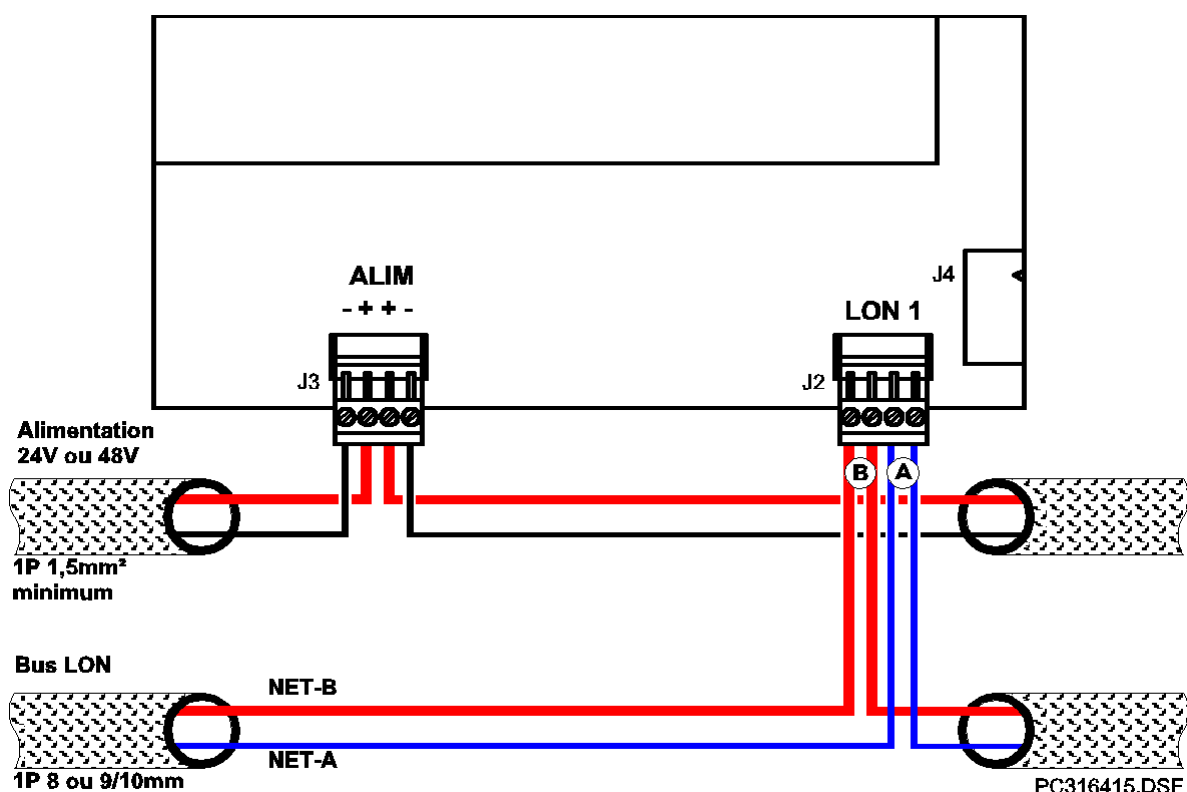 ALIM
- + + -
J3
J4
LON 1
J2
Alimentation
24V ou 48V
B A
1P 1,5mm²
minimum
Bus LON
NET-B
NET-A
1P 8 ou 9/10mm
PC316415.DSF